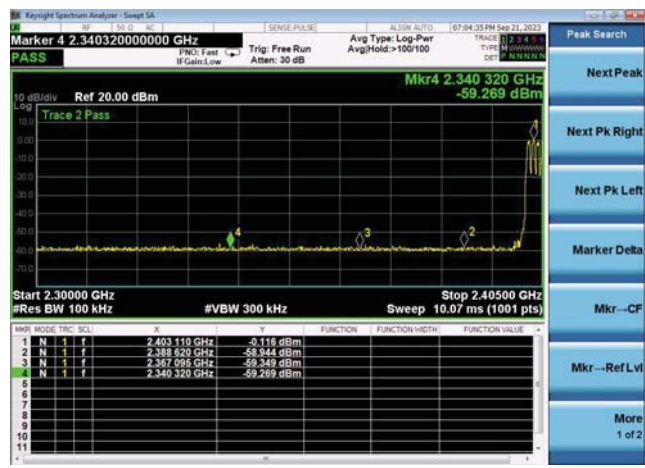 Keysight Spectrum Analyzer - Swept SA
RF 50 Ω AC SENSE:PULSE ALIGN AUTO 07:04:35 PM Sep 21, 2023
Marker 4 2.340320000000 GHz
PASS
PNO: Fast
IFGain:Low
Trig: Free Run
Atten: 30 dB
Avg Type: Log-Pwr
Avg|Hold:>100/100
TRACE 1 2 3 4 5 6
TYPE M
DET P N N N N N
Mkr4 2.340 320 GHz
-59.269 dBm
10 dB/div Ref 20.00 dBm
Log
Trace 2 Pass
10.0
0.00
-10.0
-20.0
-30.0
-40.0
-50.0
-60.0
-70.0
1
4
3
2
Start 2.30000 GHz
Stop 2.40500 GHz
#Res BW 100 kHz
#VBW 300 kHz
Sweep 10.07 ms (1001 pts)
MKR MODE TRC SCL X Y FUNCTION FUNCTION WIDTH FUNCTION VALUE
1 N 1 f 2.403 110 GHz -0.116 dBm
2 N 1 f 2.388 620 GHz -58.944 dBm
3 N 1 f 2.367 095 GHz -59.349 dBm
4 N 1 f 2.340 320 GHz -59.269 dBm
5
6
7
8
9
10
11
Peak Search
Next Peak
Next Pk Right
Next Pk Left
Marker Delta
Mkr→CF
Mkr→Ref Lvl
More
1 of 2